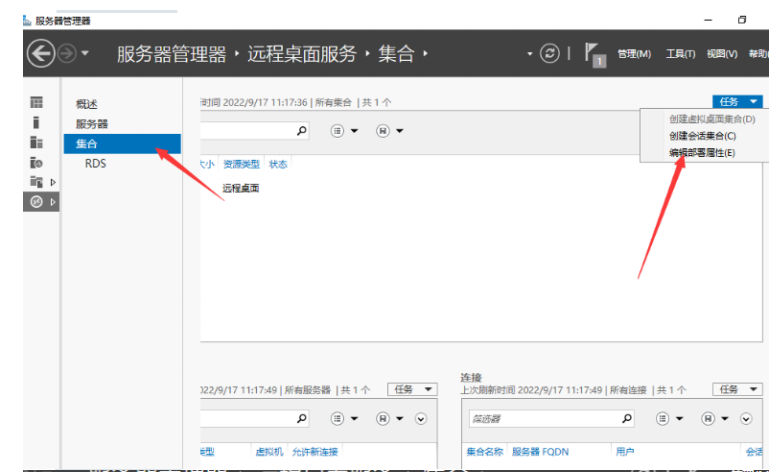 服务器管理器
服务器管理器 · 远程桌面服务 · 集合
1 管理(M) 工具(T) 视图(V) 帮助
概述
服务器
集合
RDS
时间 2022/9/17 11:17:36 | 所有集合 | 共 1 个 任务
创建虚拟桌面集合(D)
创建会话集合(C)
编辑部署属性(E)
大小 资源类型 状态
远程桌面
022/9/17 11:17:49 | 所有服务器 | 共 1 个 任务
类型 虚拟机 允许新连接
连接
上次刷新时间 2022/9/17 11:17:49 | 所有连接 | 共 1 个 任务
筛选器
集合名称 服务器 FQDN 用户 会话